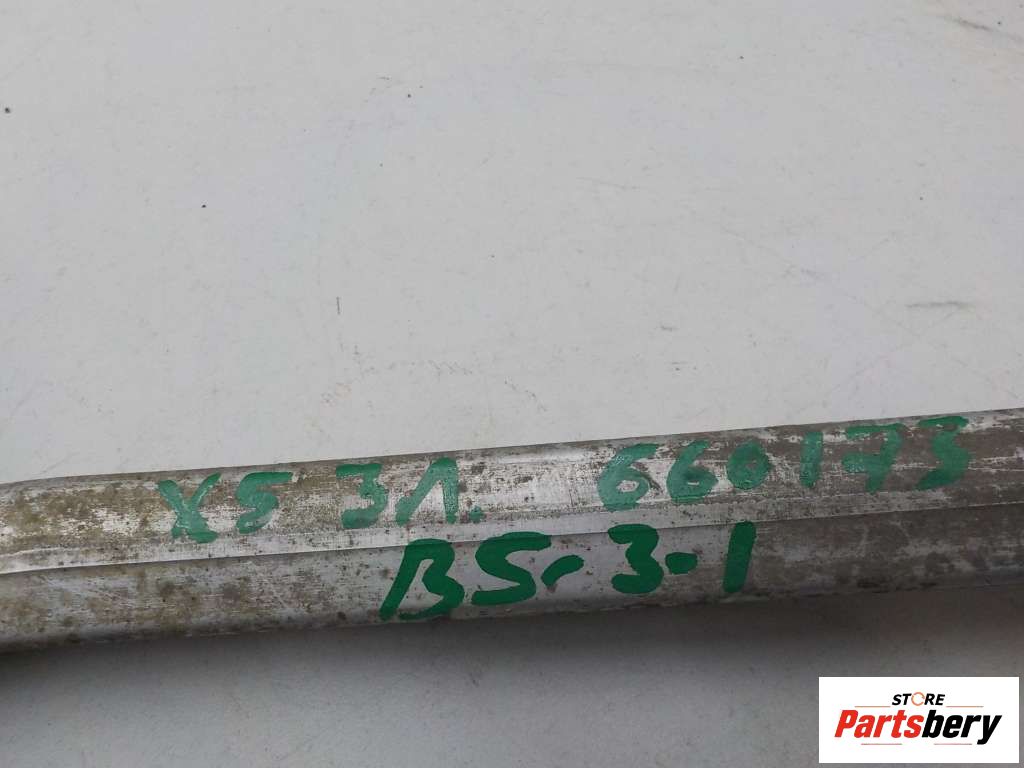 X5 ЗЛ. 660173
BS-3-1
STORE
Partsbery